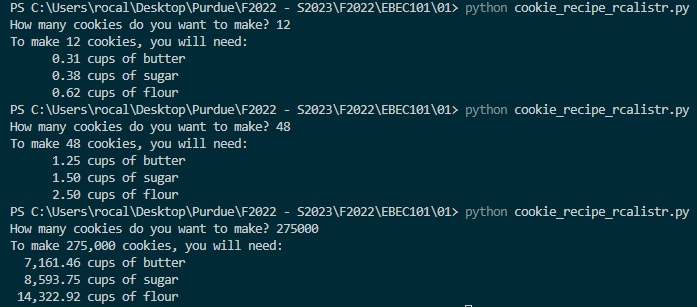 PS C:\Users\rocal\Desktop\Purdue\F2022 - S2023\F2022\EBEC101\01> python cookie_recipe_rcalistr.py
How many cookies do you want to make? 12
To make 12 cookies, you will need:
      0.31 cups of butter
      0.38 cups of sugar
      0.62 cups of flour
PS C:\Users\rocal\Desktop\Purdue\F2022 - S2023\F2022\EBEC101\01> python cookie_recipe_rcalistr.py
How many cookies do you want to make? 48
To make 48 cookies, you will need:
      1.25 cups of butter
      1.50 cups of sugar
      2.50 cups of flour
PS C:\Users\rocal\Desktop\Purdue\F2022 - S2023\F2022\EBEC101\01> python cookie_recipe_rcalistr.py
How many cookies do you want to make? 275000
To make 275,000 cookies, you will need:
  7,161.46 cups of butter
  8,593.75 cups of sugar
 14,322.92 cups of flour